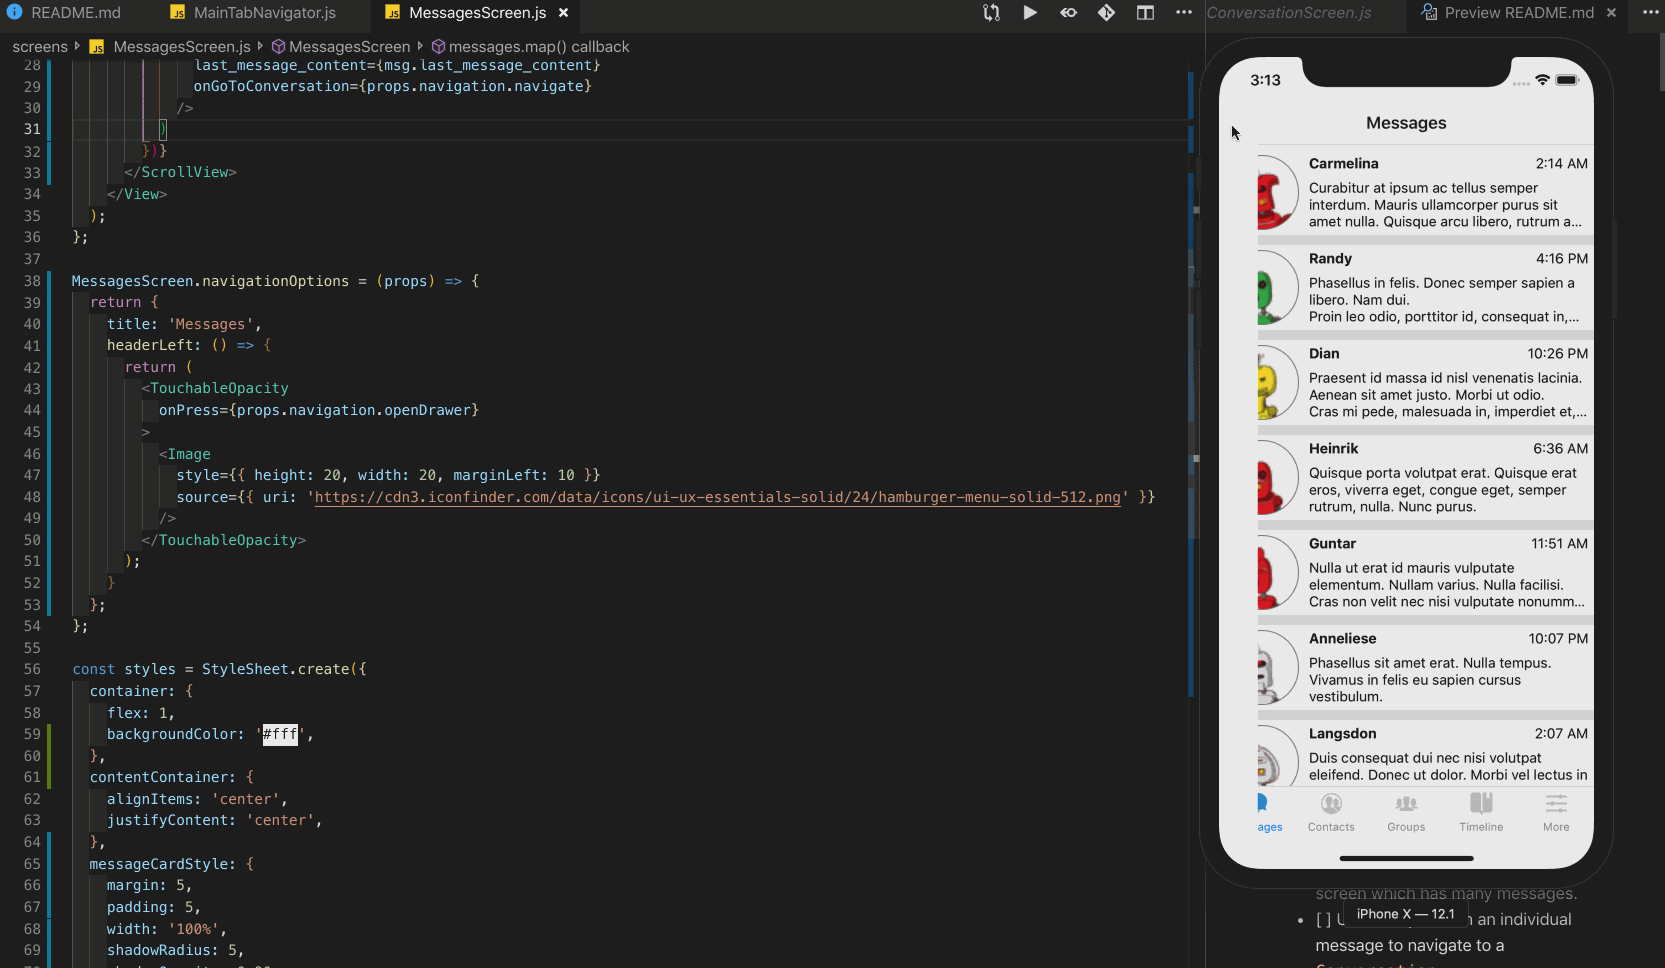 README.md
MainTabNavigator.js
MessagesScreen.js
ConversationScreen.js
Preview README.md
screens
MessagesScreen.js
MessagesScreen
messages.map() callback
28 last_message_content={msg.last_message_content}
29 onGoToConversation={props.navigation.navigate}
30 />
31 )
32 })}
33 </ScrollView>
34 </View>
35 );
36 };
37
38 MessagesScreen.navigationOptions = (props) => {
39 return {
40 title: 'Messages',
41 headerLeft: () => {
42 return (
43 <TouchableOpacity
44 onPress={props.navigation.openDrawer}
45 >
46 <Image
47 style={{ height: 20, width: 20, marginLeft: 10 }}
48 source={{ uri: 'https://cdn3.iconfinder.com/data/icons/ui-ux-essentials-solid/24/hamburger-menu-solid-512.png' }}
49 />
50 </TouchableOpacity>
51 );
52 }
53 };
54 };
55
56 const styles = StyleSheet.create({
57 container: {
58 flex: 1,
59 backgroundColor: '#fff',
60 },
61 contentContainer: {
62 alignItems: 'center',
63 justifyContent: 'center',
64 },
65 messageCardStyle: {
66 margin: 5,
67 padding: 5,
68 width: '100%',
69 shadowRadius: 5,
3:13
Messages
Carmelina 2:14 AM
Curabitur at ipsum ac tellus semper
interdum. Mauris ullamcorper purus sit
amet nulla. Quisque arcu libero, rutrum a...
Randy 4:16 PM
Phasellus in felis. Donec semper sapien a
libero. Nam dui.
Proin leo odio, porttitor id, consequat in,...
Dian 10:26 PM
Praesent id massa id nisl venenatis lacinia.
Aenean sit amet justo. Morbi ut odio.
Cras mi pede, malesuada in, imperdiet et,...
Heinrik 6:36 AM
Quisque porta volutpat erat. Quisque erat
eros, viverra eget, congue eget, semper
rutrum, nulla. Nunc purus.
Guntar 11:51 AM
Nulla ut erat id mauris vulputate
elementum. Nullam varius. Nulla facilisi.
Cras non velit nec nisi vulputate nonumm...
Anneliese 10:07 PM
Phasellus sit amet erat. Nulla tempus.
Vivamus in felis eu sapien cursus
vestibulum.
Langsdon 2:07 AM
Duis consequat dui nec nisi volutpat
eleifend. Donec ut dolor. Morbi vel lectus in
ages Contacts Groups Timeline More
screen which has many messages.
iPhone X — 12.1
• [ ] an individual
message to navigate to a